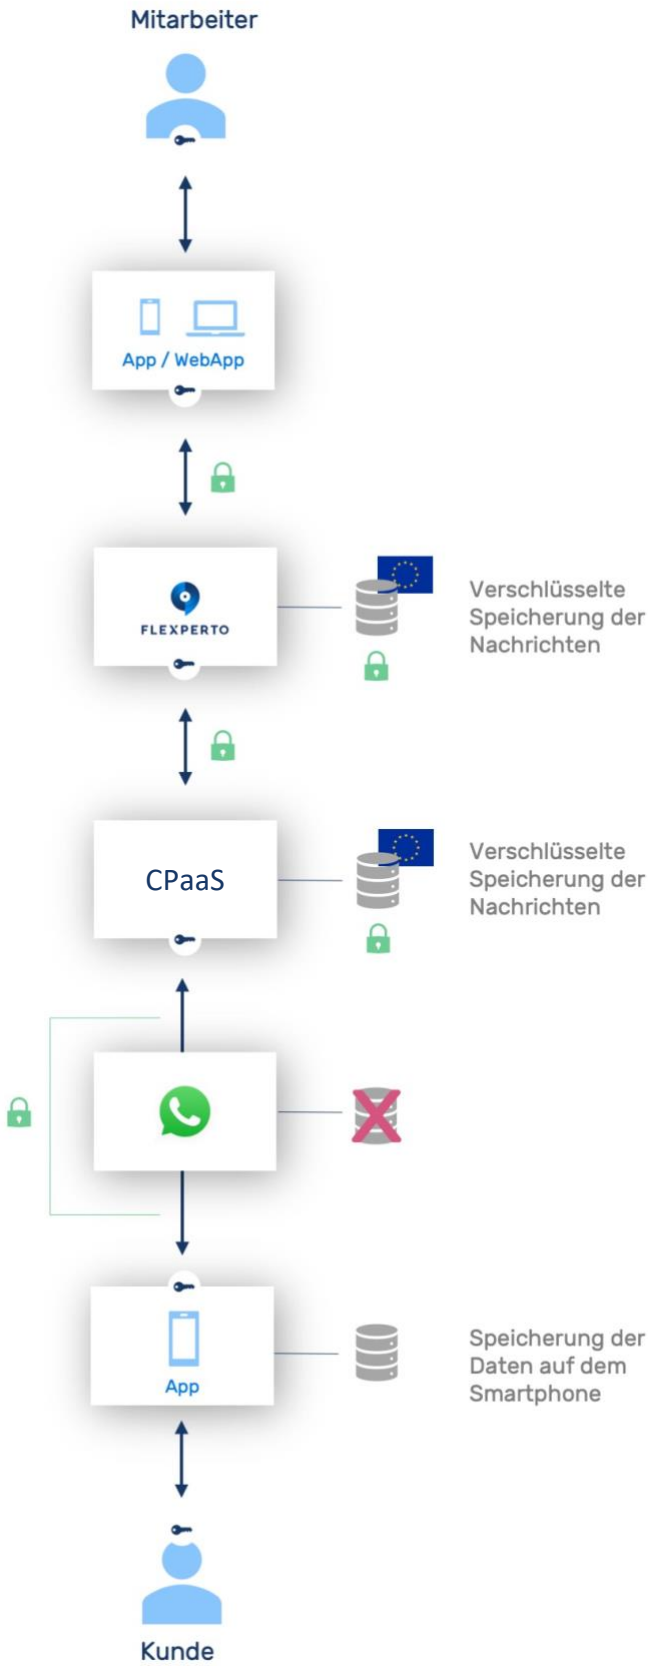 Mitarbeiter
App / WebApp
FLEXPERTO
Verschlüsselte
Speicherung der
Nachrichten
CPaaS
Verschlüsselte
Speicherung der
Nachrichten
App
Speicherung der
Daten auf dem
Smartphone
Kunde